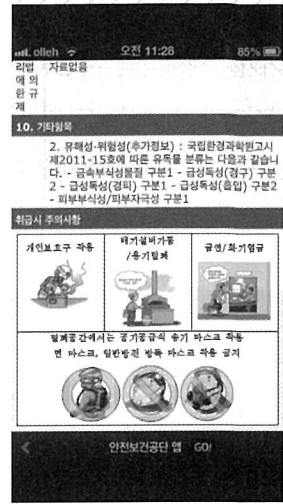 olleh 오전 11:28 85%
리법 자료없음
에 의
한 규
제
10. 기타항목
2. 유해성·위험성(추가정보) : 국립환경과학원고시
제2011-15호에 따른 유독물 분류는 다음과 같습니
다. - 금속부식성물질 구분1 - 급성독성(경구) 구분
2 - 급성독성(경피) 구분1 - 급성독성(흡입) 구분2
- 피부부식성/피부자극성 구분1
취급시 주의사항
개인보호구 착용
배기설비가동
/용기밀폐
금연/화기엄금
밀폐공간에서는 공기공급식 송기 마스크 착용
면 마스크, 일반방진 방독 마스크 착용 금지
안전보건공단 앱 GO!